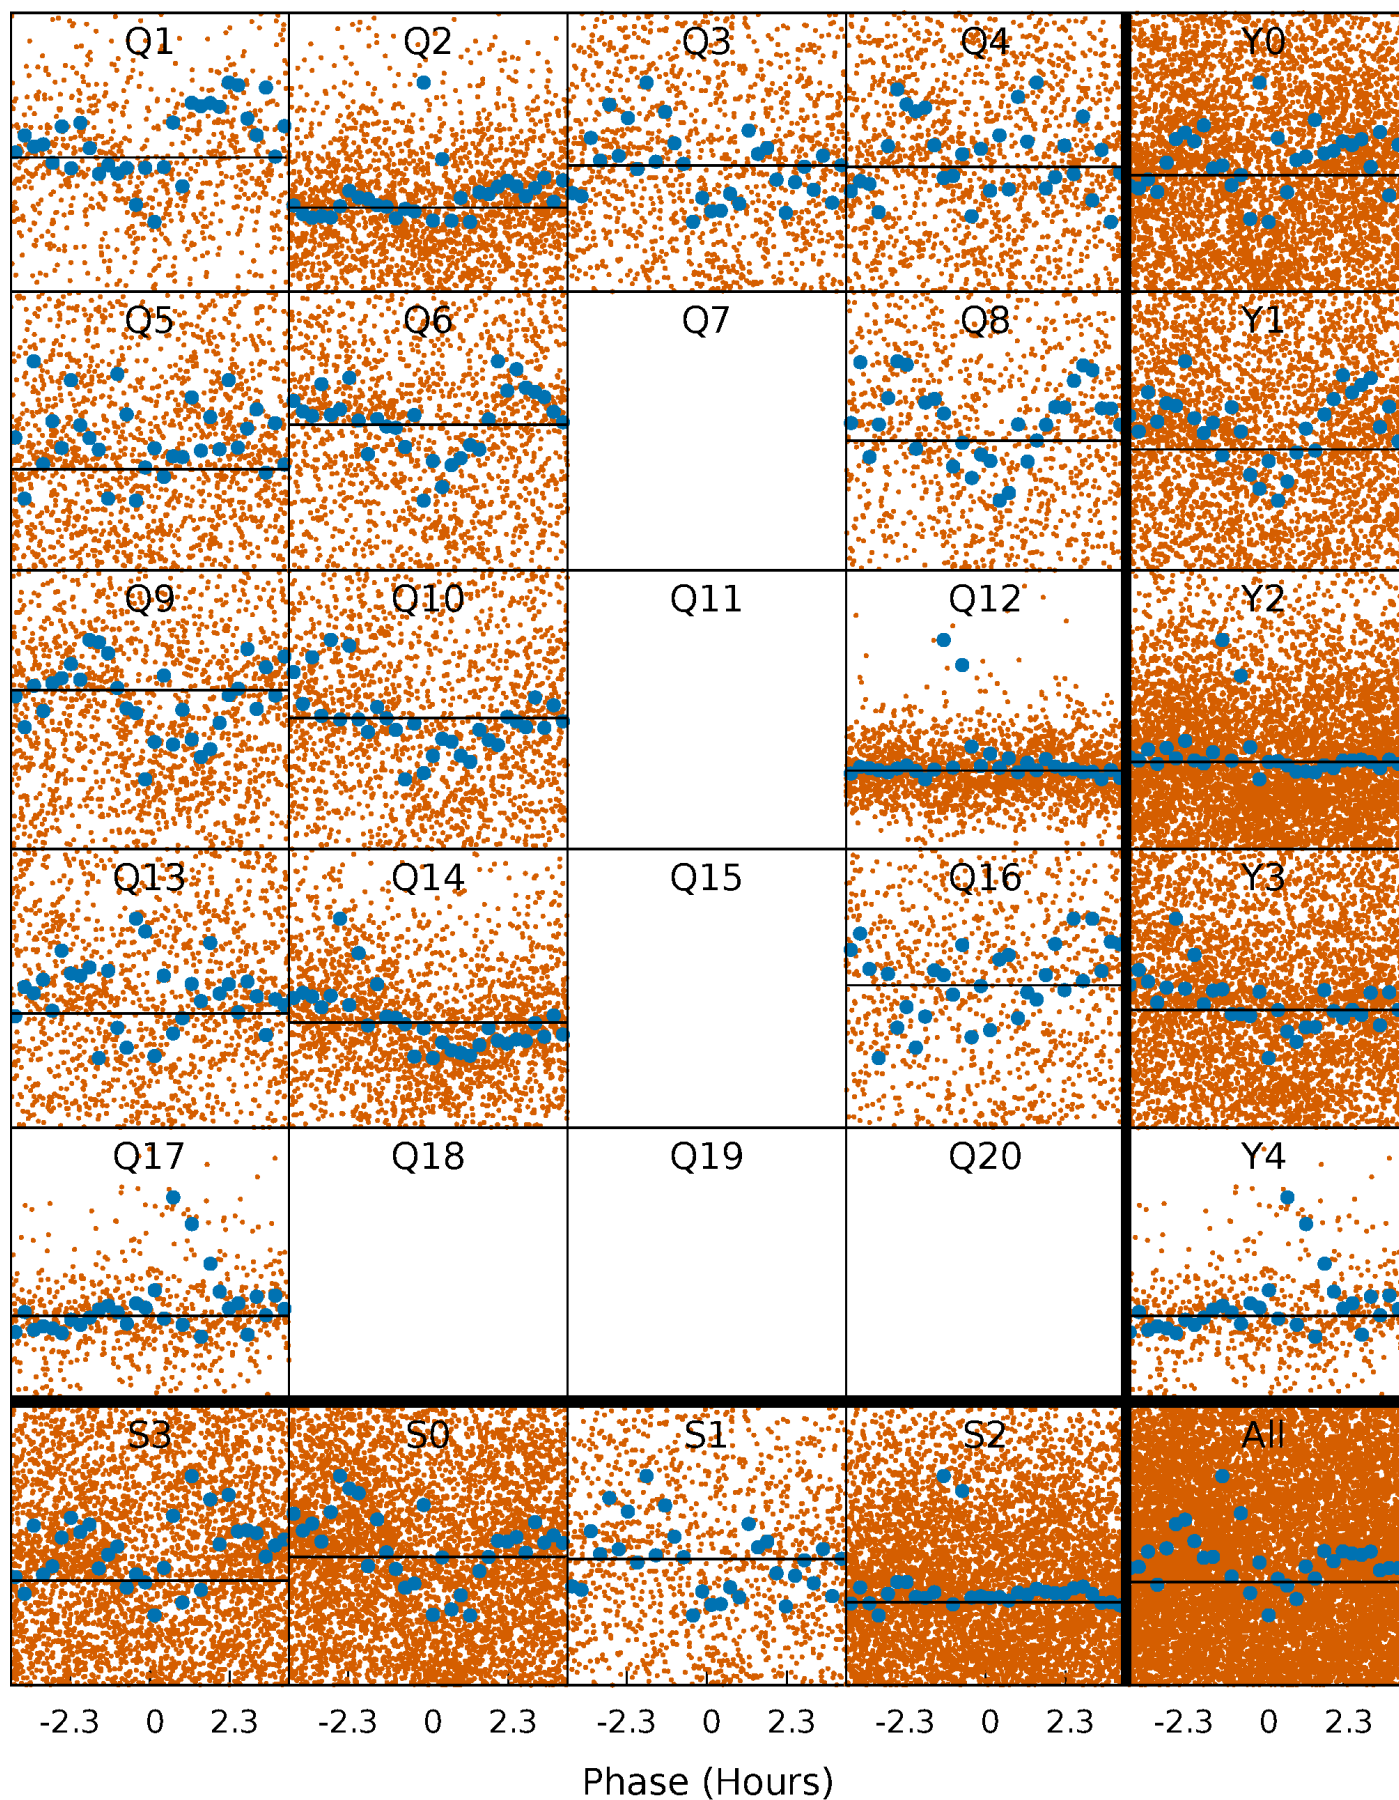 Q1 Q2 Q3 Q4 Y0
Q5 Q6 Q7 Q8 Y1
Q9 Q10 Q11 Q12 Y2
Q13 Q14 Q15 Q16 Y3
Q17 Q18 Q19 Q20 Y4
S3 S0 S1 S2 All
-2.3 0 2.3 -2.3 0 2.3 -2.3 0 2.3 -2.3 0 2.3 -2.3 0 2.3
Phase (Hours)